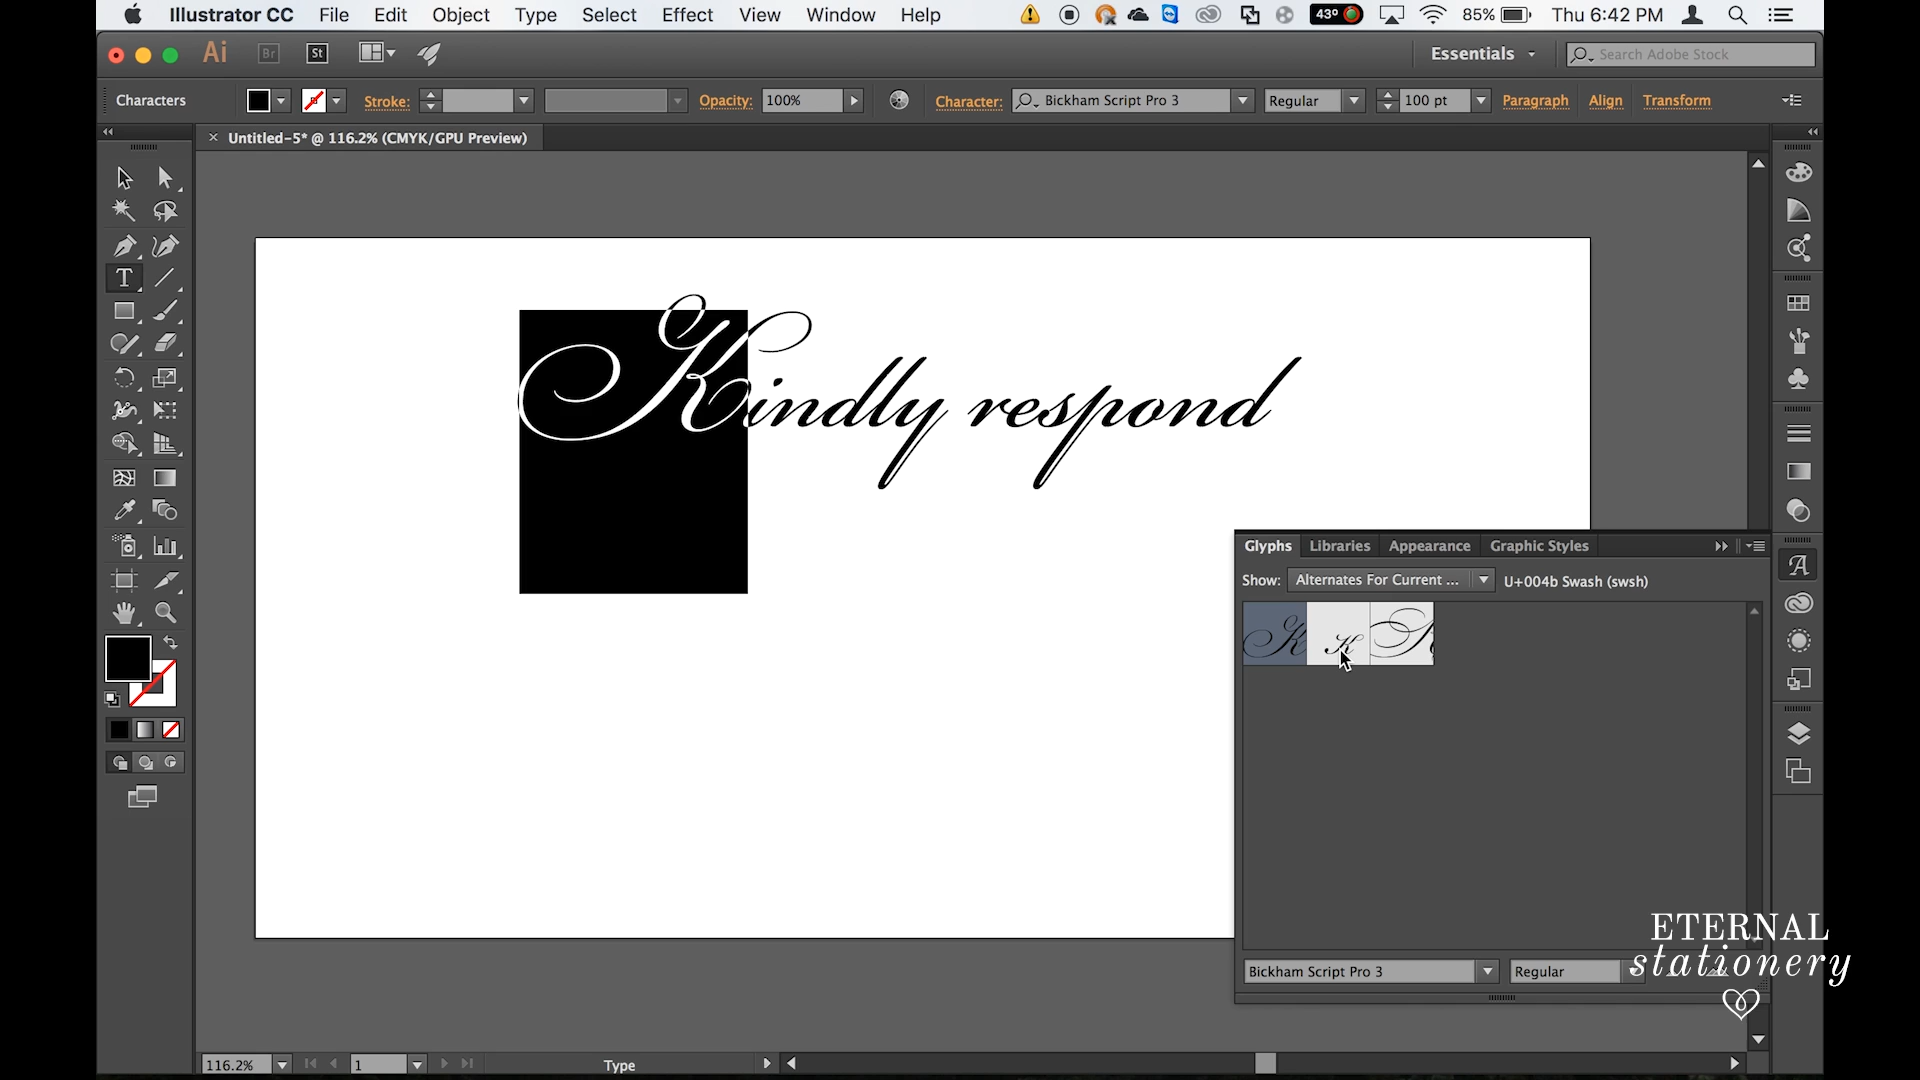 Illustrator CC File Edit Object Type Select Effect View Window Help 43° 85% Thu 6:42 PM
Ai Br St Essentials Search Adobe Stock
Characters Stroke: Opacity: 100% Character: Bickham Script Pro 3 Regular 100 pt Paragraph Align Transform
Untitled-5* @ 116.2% (CMYK/GPU Preview)
Kindly respond
Glyphs Libraries Appearance Graphic Styles
Show: Alternates For Current ... U+004b Swash (swsh)
K K K
Bickham Script Pro 3 Regular
ETERNAL
stationery
116.2% 1 Type